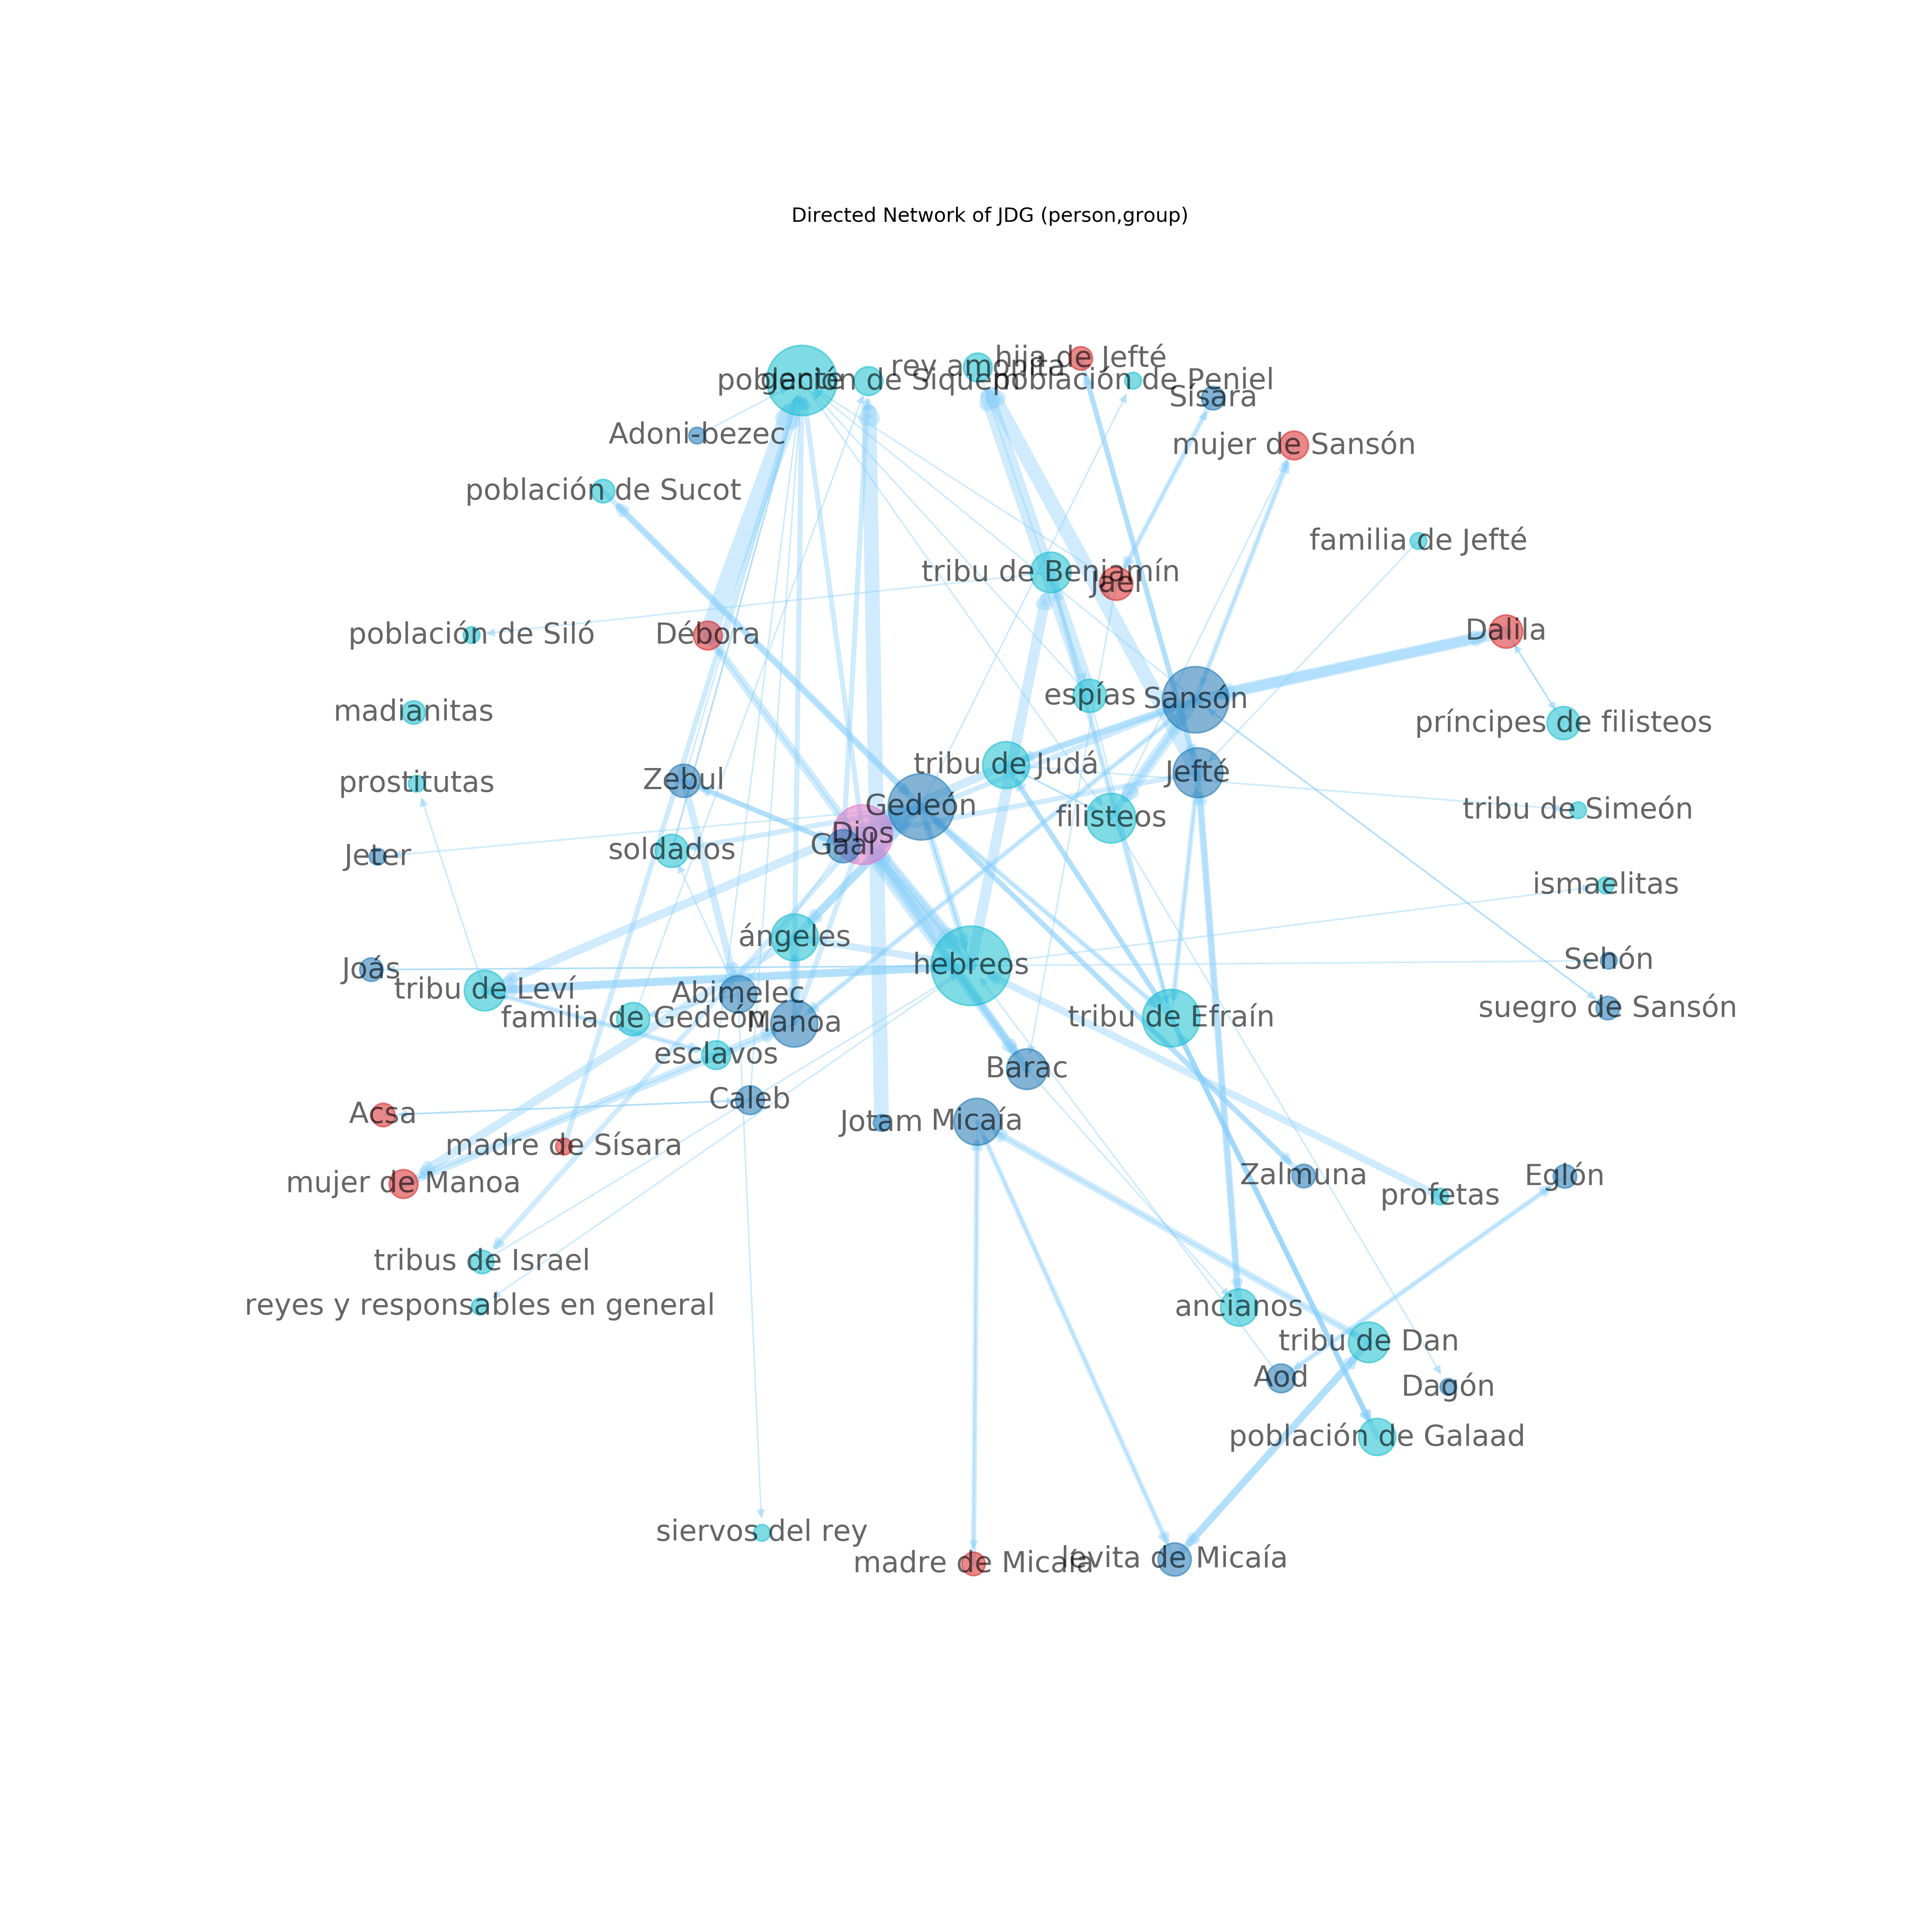 Directed Network of JDG (person,group)
hija de Jefté
rey amonita
población de Siquem
gente
población de Peniel
Sísara
Adoni-bezec
mujer de Sansón
población de Sucot
familia de Jefté
tribu de Benjamín
Jael
población de Siló
Débora
Dalila
espías
Sansón
madianitas
príncipes de filisteos
tribu de Judá
Jefté
prostitutas
Zebul
Gedeón
filisteos
tribu de Simeón
Dios
Gaal
Jeter
soldados
ismaelitas
ángeles
hebreos
Sehón
Joás
tribu de Leví
Abimelec
suegro de Sansón
familia de Gedeón
Manoa
tribu de Efraín
esclavos
Barac
Caleb
Acsa
Jotam
Micaía
madre de Sísara
mujer de Manoa
Zalmuna
profetas
Eglón
tribus de Israel
reyes y responsables en general
ancianos
tribu de Dan
Aod
Dagón
población de Galaad
siervos del rey
madre de Micaía
levita de Micaía